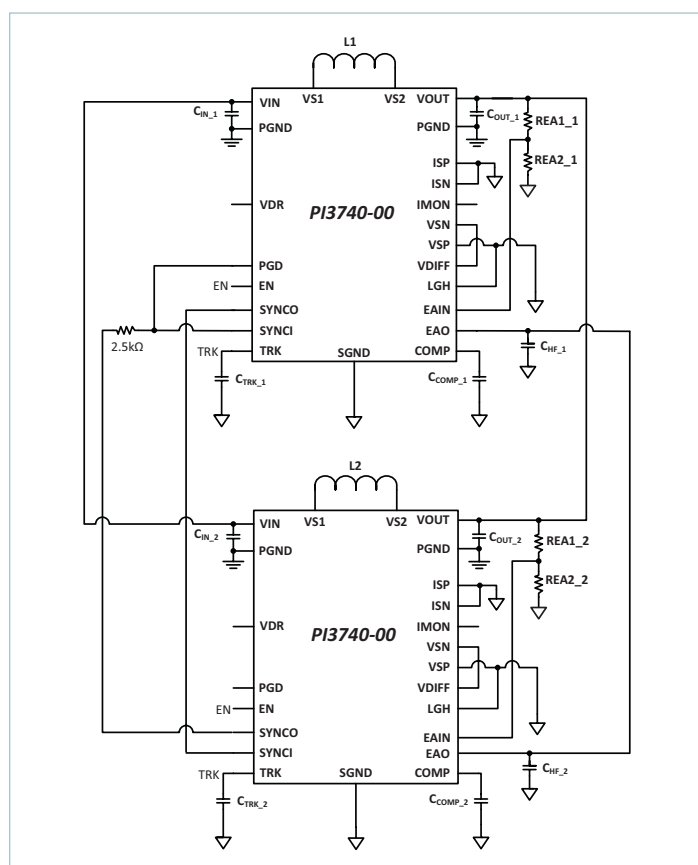 L1
VS1
VS2
VIN
VOUT
C_IN_1
C_OUT_1
REA1_1
PGND
PGND
REA2_1
ISP
ISN
VDR
PI3740-00
IMON
VSN
VSP
PGD
VDIFF
EN
EN
LGH
SYNCO
EAIN
2.5kΩ
SYNCI
EAO
TRK
TRK
SGND
COMP
C_HF_1
C_TRK_1
C_COMP_1
L2
VS1
VS2
VIN
VOUT
C_IN_2
C_OUT_2
REA1_2
PGND
PGND
REA2_2
ISP
ISN
VDR
PI3740-00
IMON
VSN
VSP
PGD
VDIFF
EN
EN
LGH
SYNCO
EAIN
SYNCI
EAO
TRK
TRK
SGND
COMP
C_HF_2
C_TRK_2
C_COMP_2